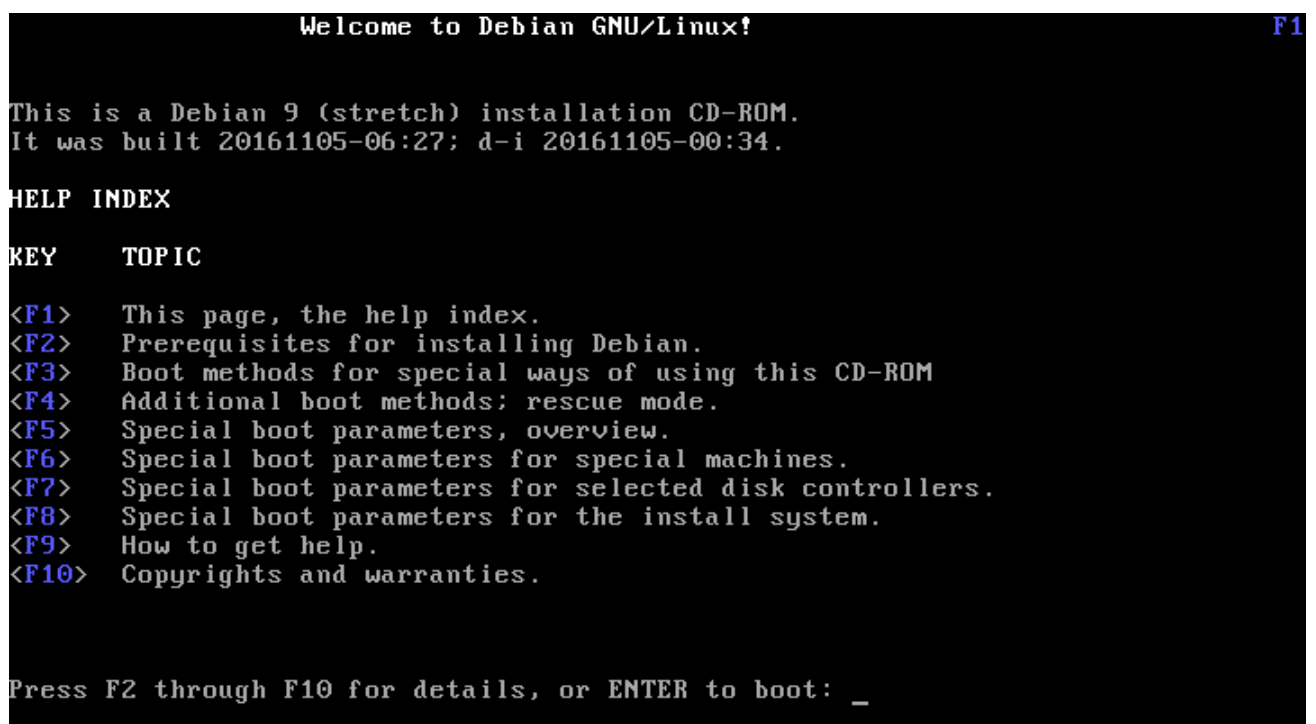 Welcome to Debian GNU/Linux! F1
This is a Debian 9 (stretch) installation CD-ROM.
It was built 20161105-06:27; d-i 20161105-00:34.
HELP INDEX
KEY TOPIC
<F1> This page, the help index.
<F2> Prerequisites for installing Debian.
<F3> Boot methods for special ways of using this CD-ROM
<F4> Additional boot methods; rescue mode.
<F5> Special boot parameters, overview.
<F6> Special boot parameters for special machines.
<F7> Special boot parameters for selected disk controllers.
<F8> Special boot parameters for the install system.
<F9> How to get help.
<F10> Copyrights and warranties.
Press F2 through F10 for details, or ENTER to boot: _